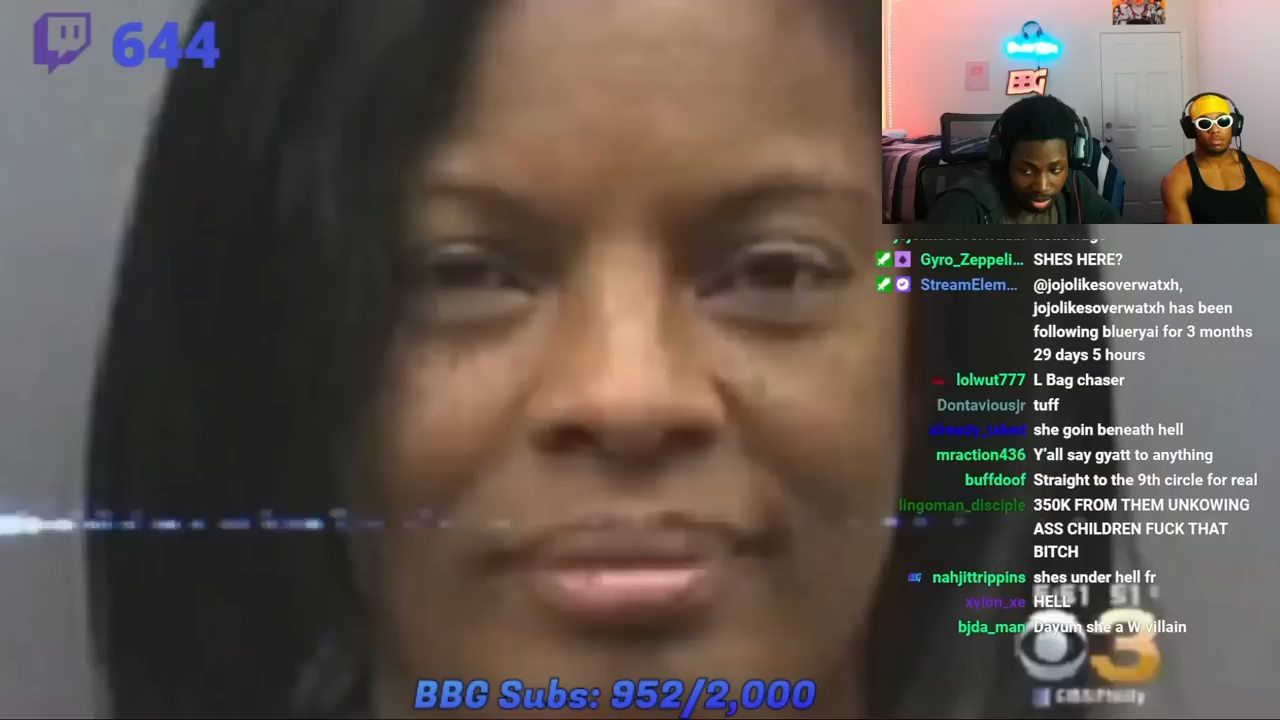 644
BBG
Gyro_Zeppeli... SHES HERE?
StreamElem... @jojolikesoverwatxh,
jojolikesoverwatxh has been
following blueryai for 3 months
29 days 5 hours
lolwut777 L Bag chaser
Dontaviousjr tuff
she goin beneath hell
mraction436 Y'all say gyatt to anything
buffdoof Straight to the 9th circle for real
lingoman_disciple 350K FROM THEM UNKOWING
ASS CHILDREN FUCK THAT
BITCH
nahjittrippins shes under hell fr
xylon_xe HELL
bjda_man Dayum she a W villain
3
CBSPhilly
BBG Subs: 952/2,000